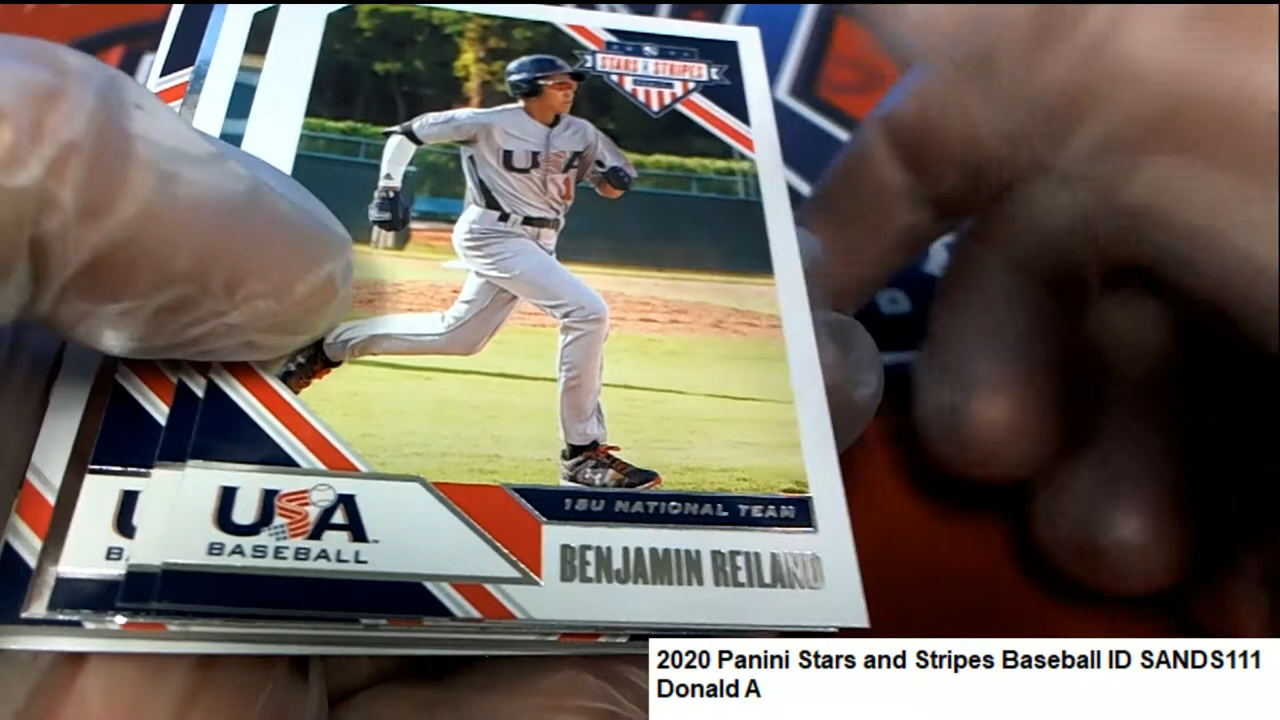 STARS STRIPES
USA
1
USA
BASEBALL
U
B
15U NATIONAL TEAM
BENJAMIN REILAND
2020 Panini Stars and Stripes Baseball ID SANDS111
Donald A